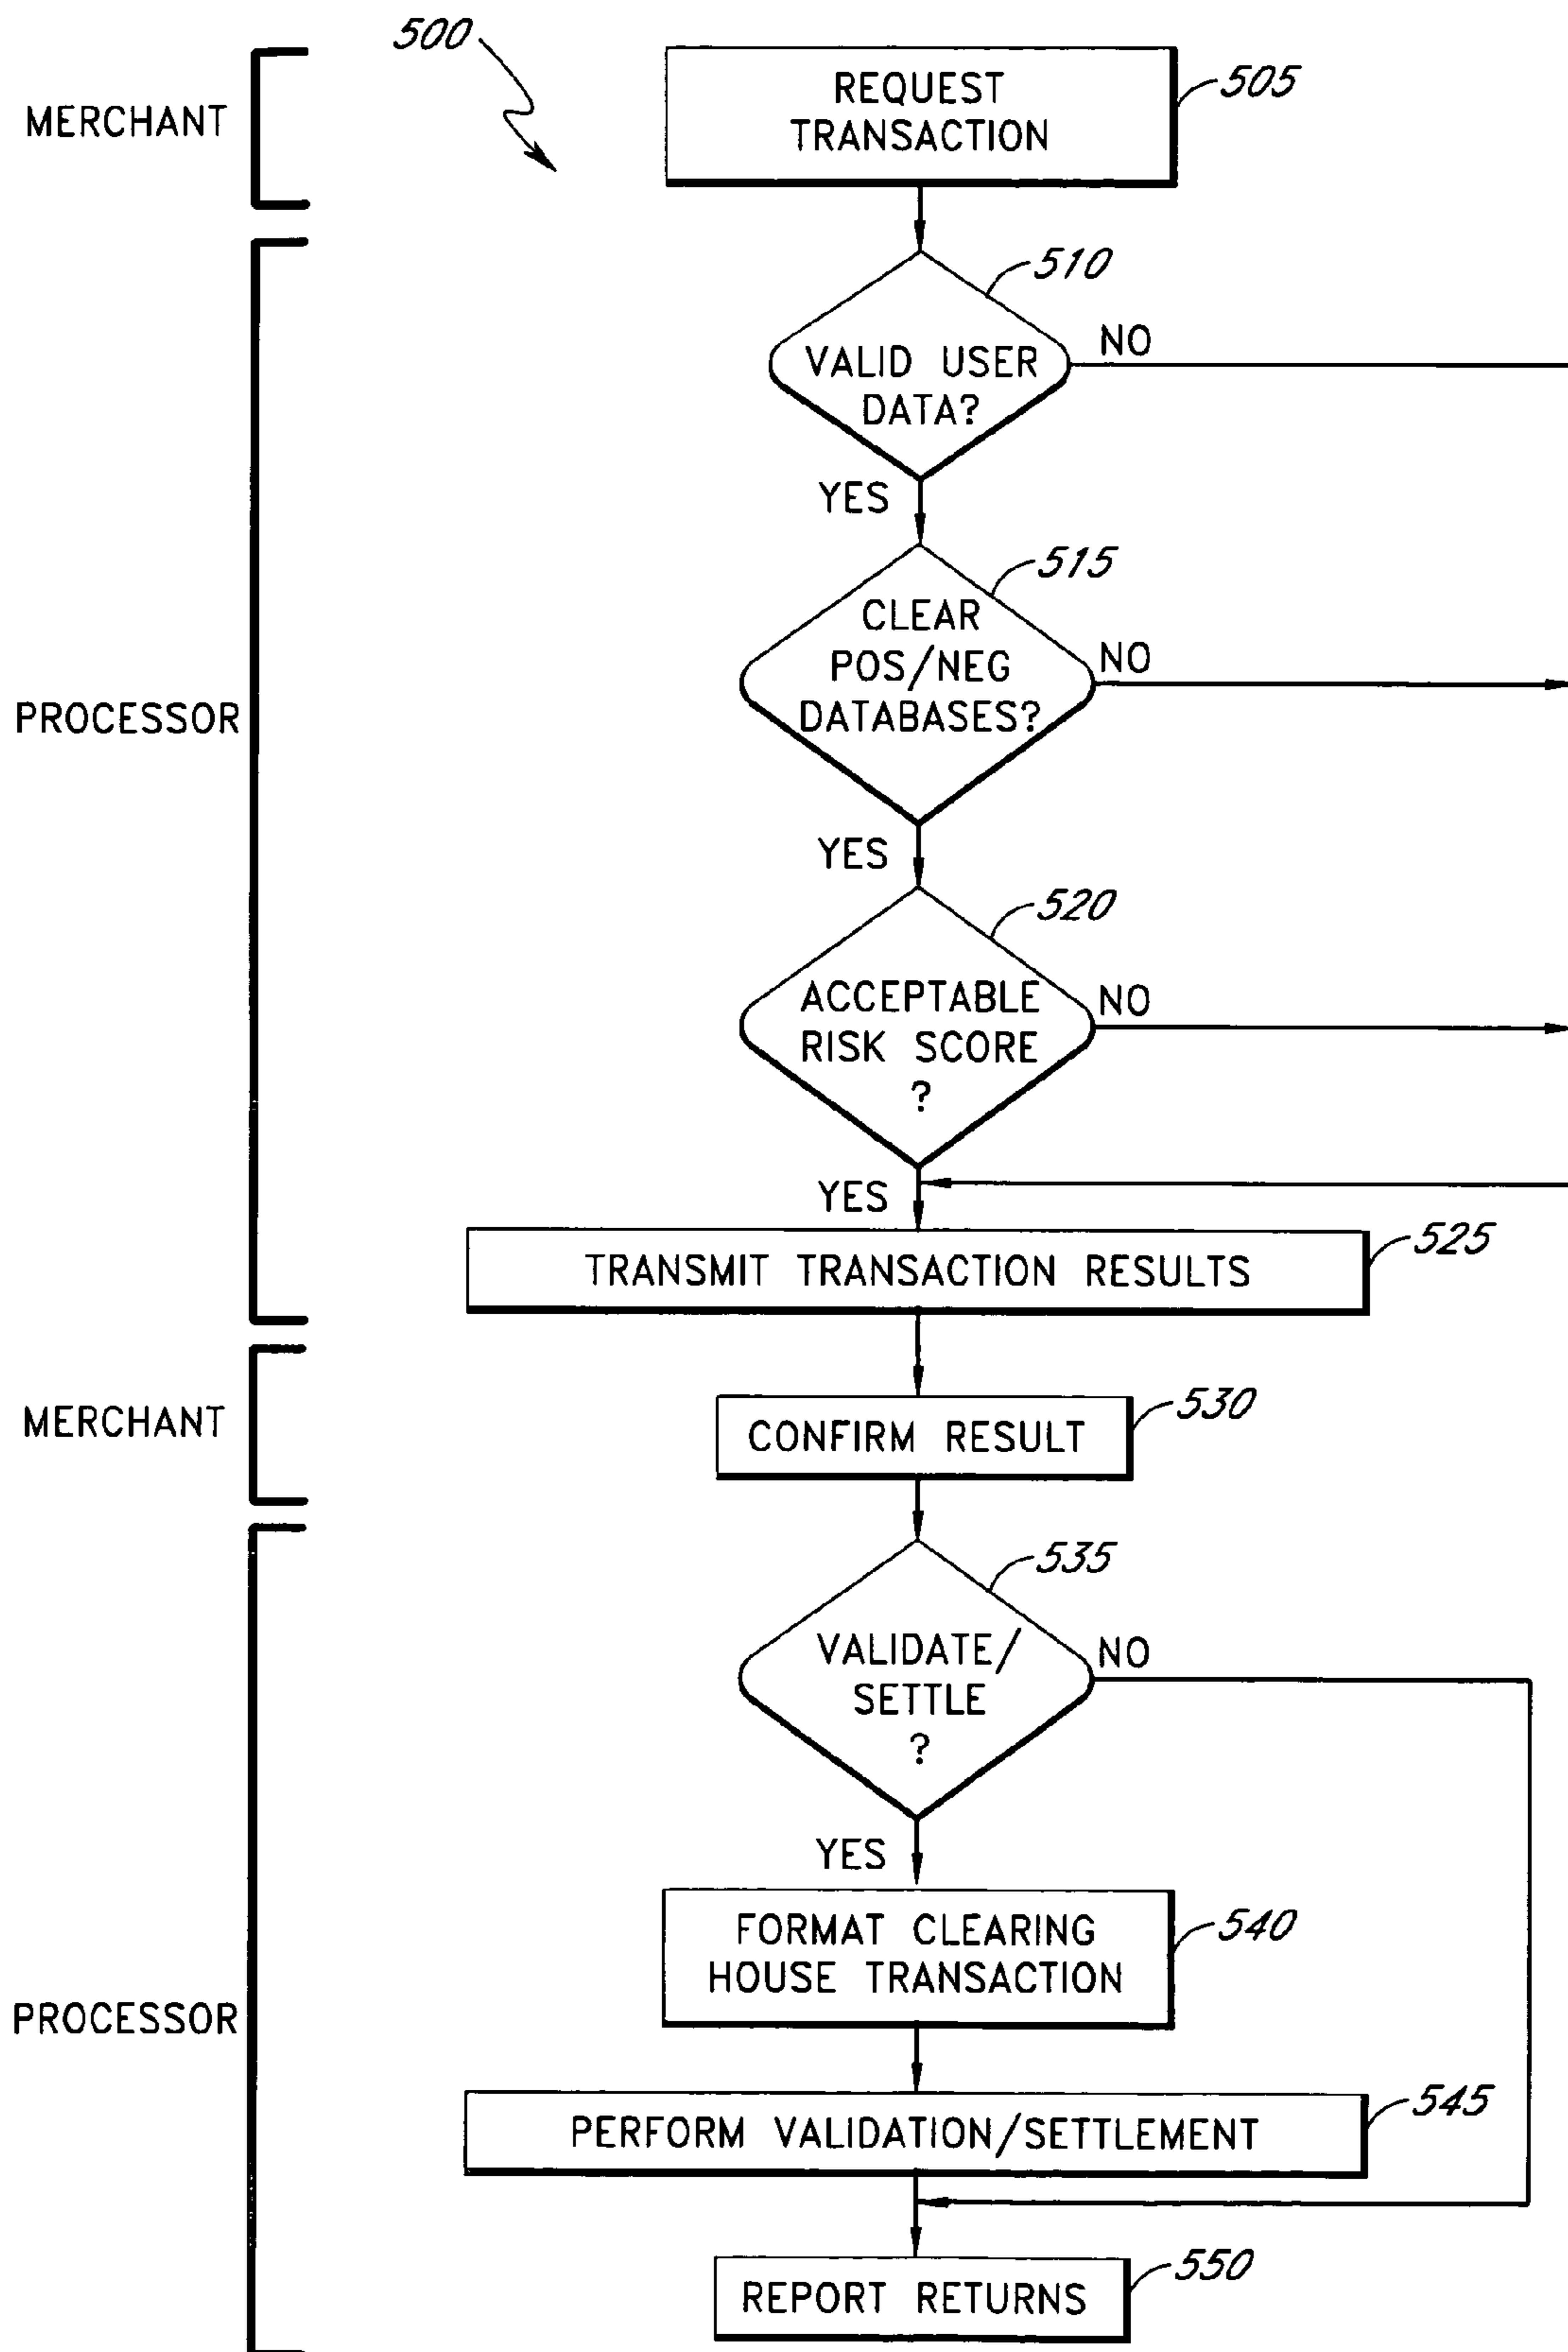 500
MERCHANT
REQUEST
TRANSACTION
505
510
VALID USER
DATA?
NO
YES
515
CLEAR
POS/NEG
DATABASES?
NO
PROCESSOR
YES
520
ACCEPTABLE
RISK SCORE
?
NO
YES
525
TRANSMIT TRANSACTION RESULTS
530
MERCHANT
CONFIRM RESULT
535
VALIDATE/
SETTLE
?
NO
YES
540
FORMAT CLEARING
HOUSE TRANSACTION
PROCESSOR
545
PERFORM VALIDATION/SETTLEMENT
550
REPORT RETURNS